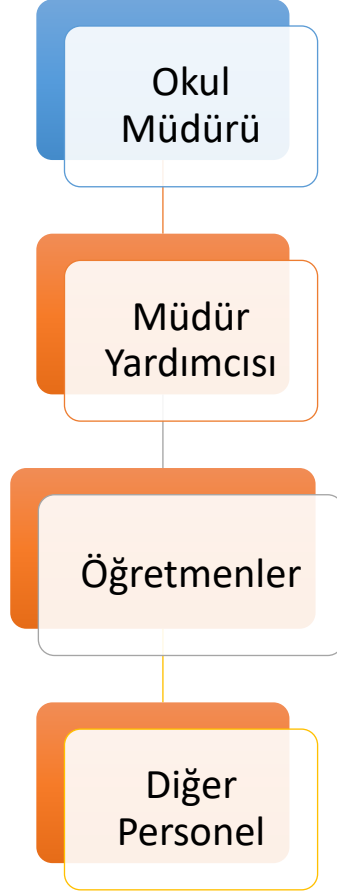 Okul
Müdürü
Müdür
Yardımcısı
Öğretmenler
Diğer
Personel